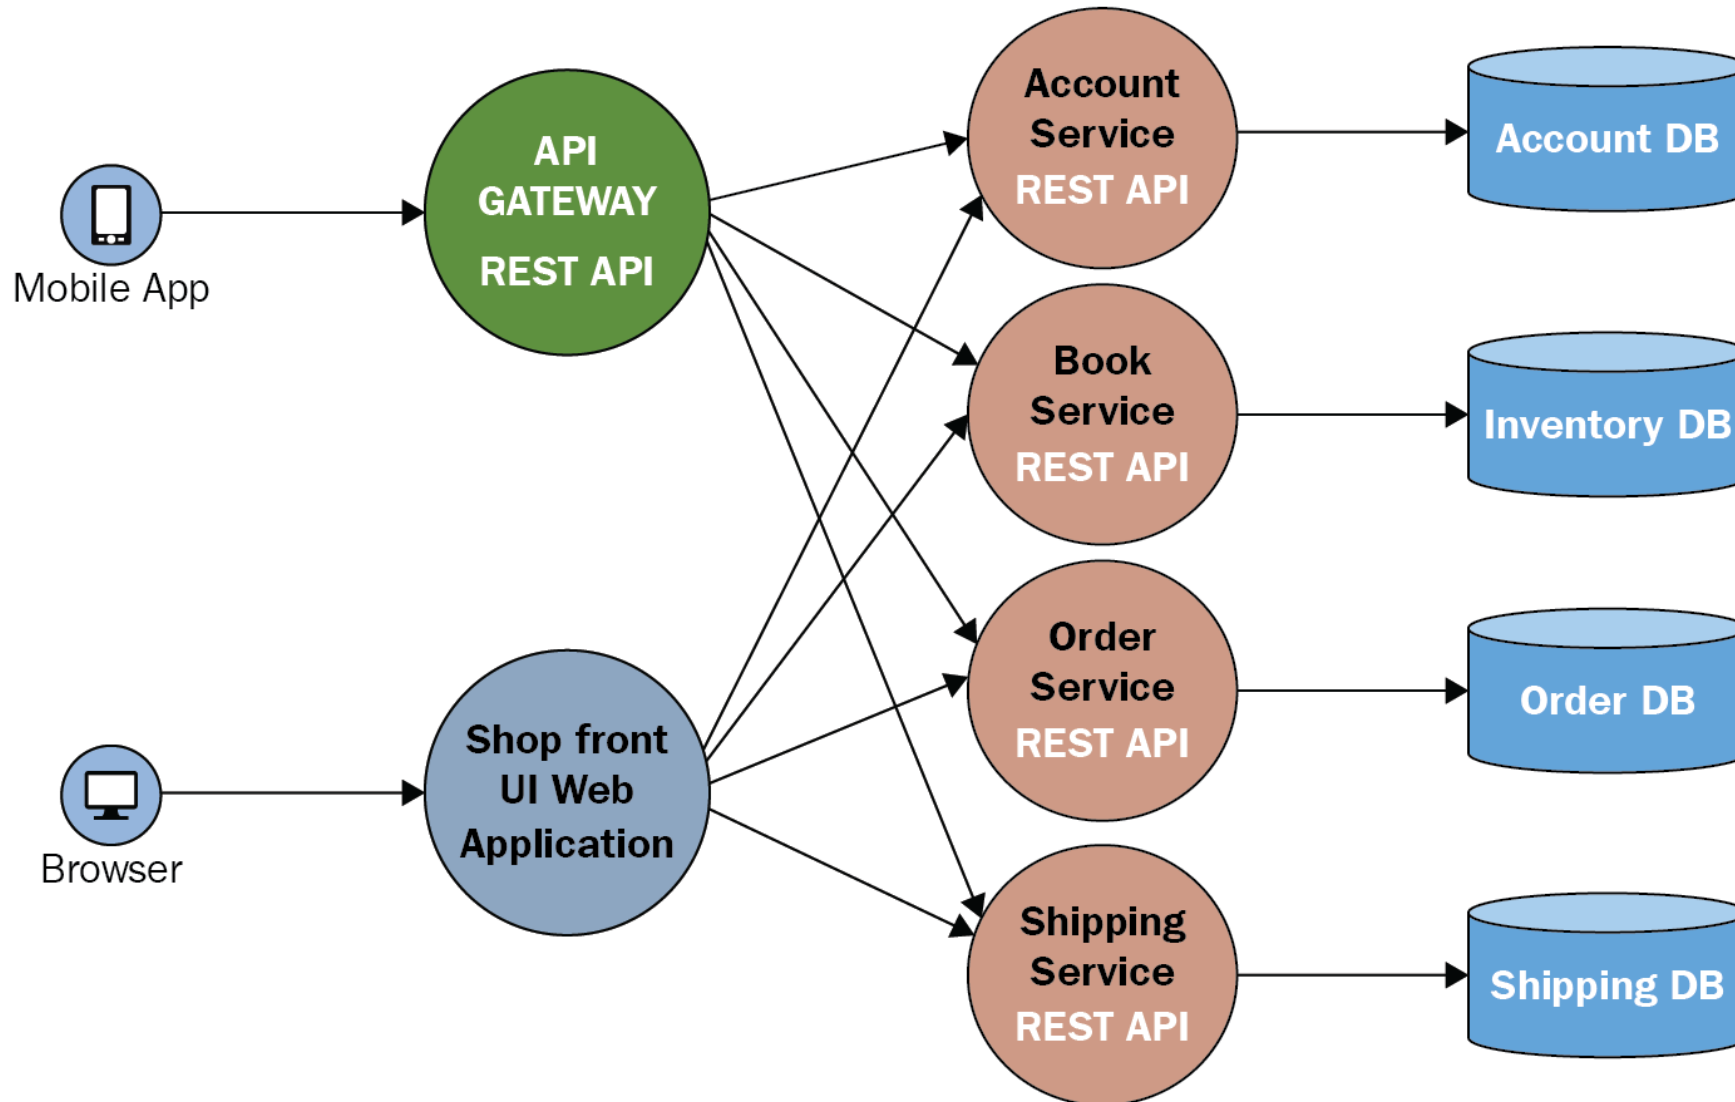 Mobile App
API
GATEWAY
REST API
Browser
Shop front
UI Web
Application
Account
Service
REST API
Book
Service
REST API
Order
Service
REST API
Shipping
Service
REST API
Account DB
Inventory DB
Order DB
Shipping DB